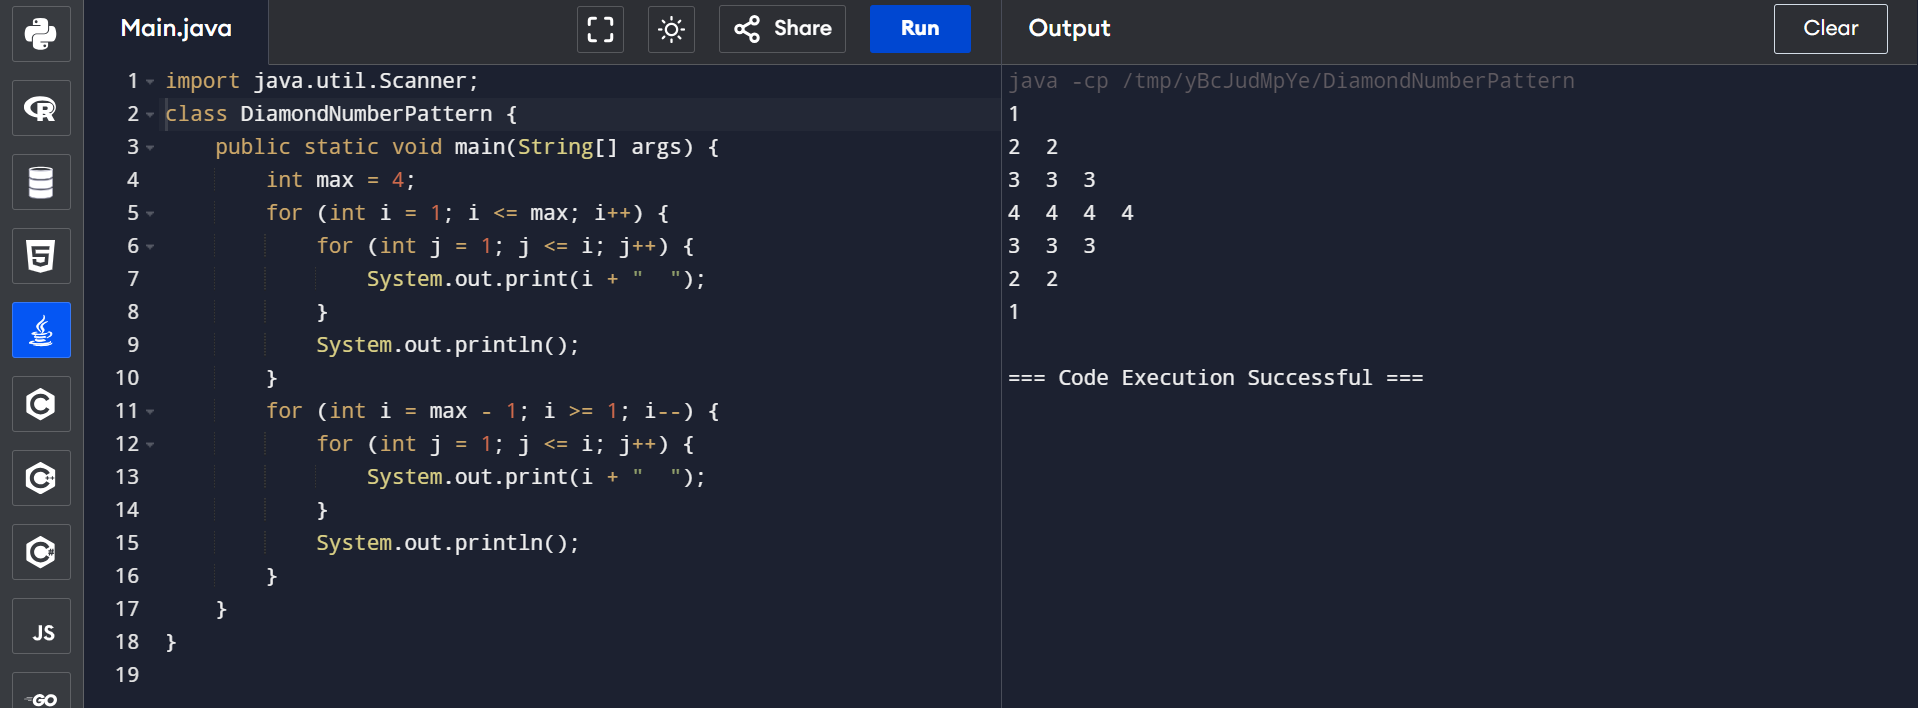 Main.java
Share
Run
Output
Clear
1 import java.util.Scanner;
2 class DiamondNumberPattern {
3     public static void main(String[] args) {
4         int max = 4;
5         for (int i = 1; i <= max; i++) {
6             for (int j = 1; j <= i; j++) {
7                 System.out.print(i + "  ");
8             }
9             System.out.println();
10         }
11         for (int i = max - 1; i >= 1; i--) {
12             for (int j = 1; j <= i; j++) {
13                 System.out.print(i + "  ");
14             }
15             System.out.println();
16         }
17     }
18 }
19
java -cp /tmp/yBcJudMpYe/DiamondNumberPattern
1
2  2
3  3  3
4  4  4  4
3  3  3
2  2
1
=== Code Execution Successful ===
R
5
C
C++
C#
JS
GO